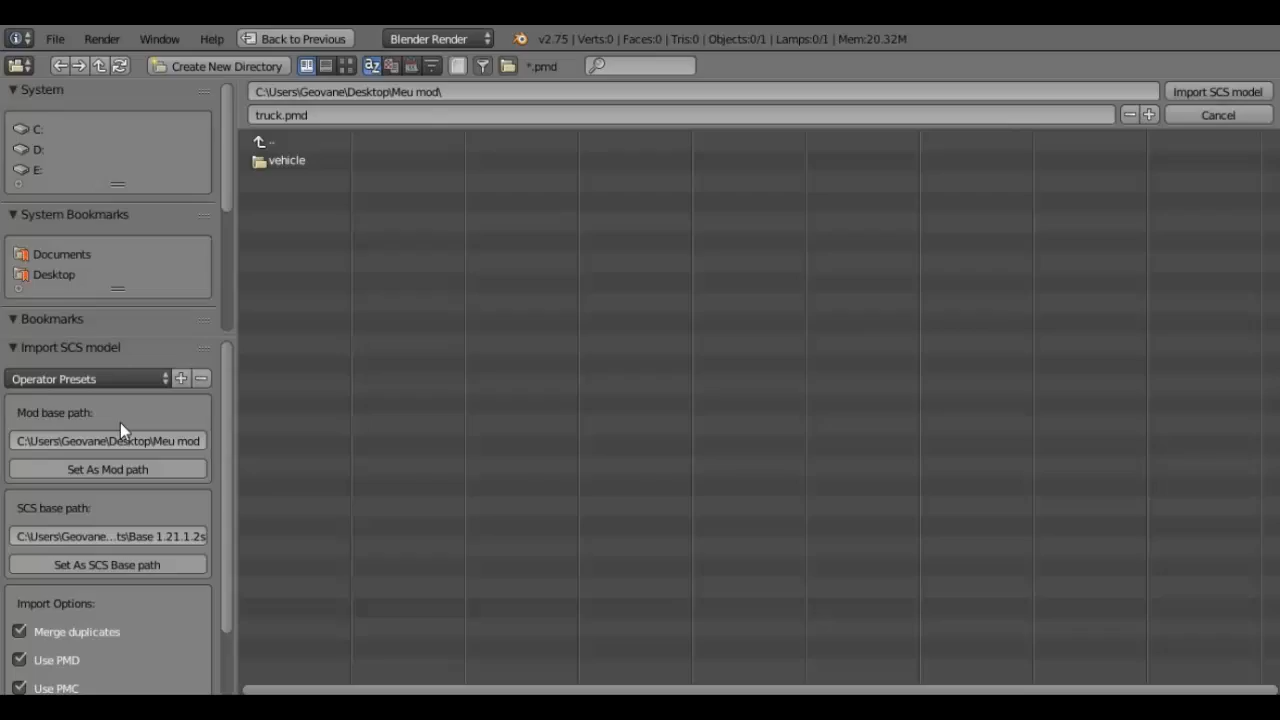 File Render Window Help Back to Previous Blender Render v2.75 | Verts:0 | Faces:0 | Tris:0 | Objects:0/1 | Lamps:0/1 | Mem:20.32M
Create New Directory *.pmd
System
C:
D:
E:
System Bookmarks
Documents
Desktop
Bookmarks
Import SCS model
Operator Presets
Mod base path:
C:\Users\Geovane\Desktop\Meu mod
Set As Mod path
SCS base path:
C:\Users\Geovane...ts\Base 1.21.1.2s
Set As SCS Base path
Import Options:
Merge duplicates
Use PMD
Use PMC
C:\Users\Geovane\Desktop\Meu mod\ Import SCS model
truck.pmd Cancel
..
vehicle